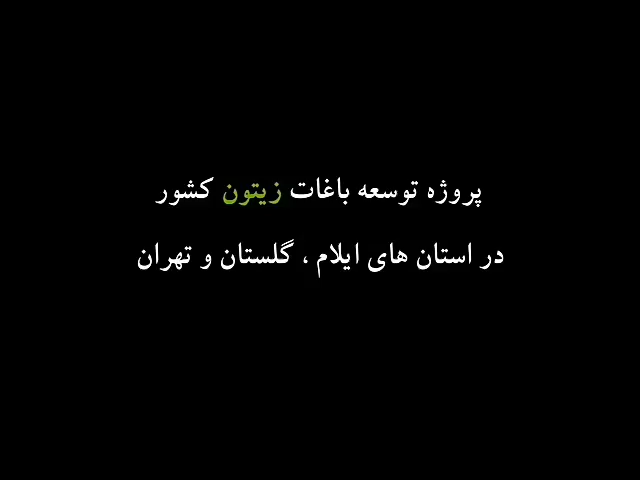 پروژه توسعه باغات زیتون کشور
در استان های ایلام ، گلستان و تهران